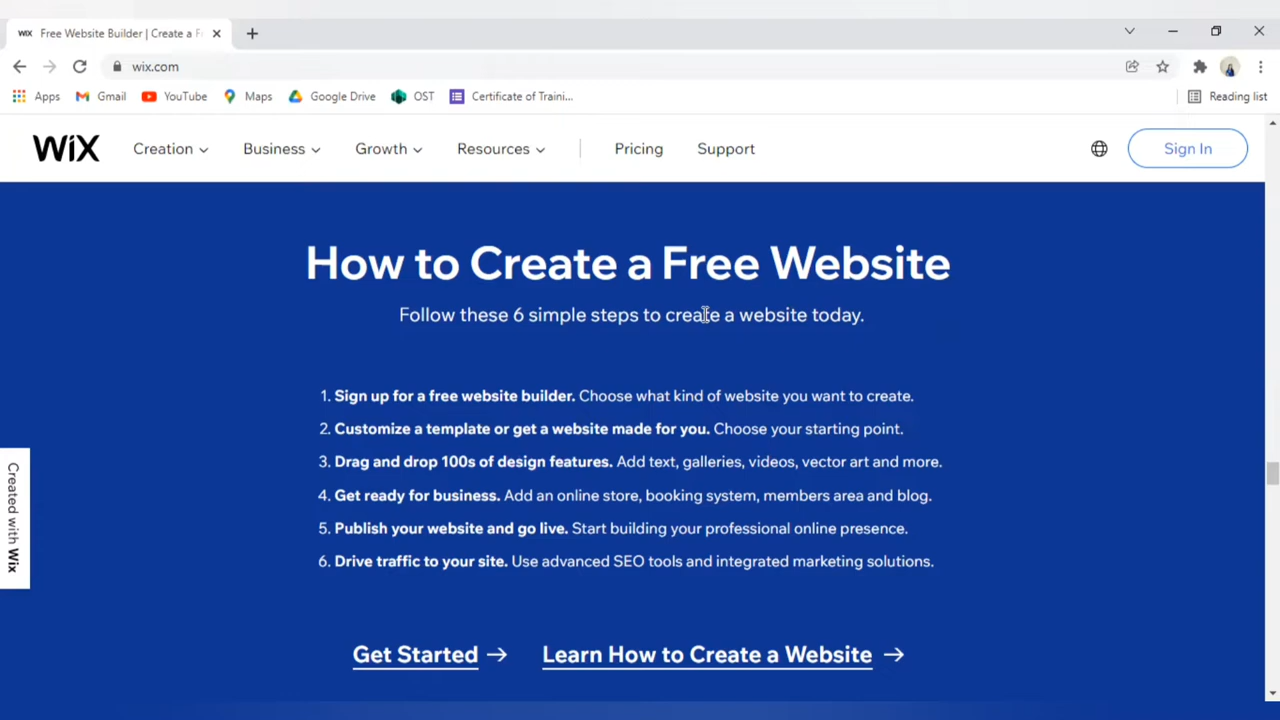 WiX Free Website Builder | Create a F
wix.com
Apps Gmail YouTube Maps Google Drive OST Certificate of Traini... Reading list
WiX Creation Business Growth Resources Pricing Support Sign In
How to Create a Free Website
Follow these 6 simple steps to create a website today.
1. Sign up for a free website builder. Choose what kind of website you want to create.
2. Customize a template or get a website made for you. Choose your starting point.
3. Drag and drop 100s of design features. Add text, galleries, videos, vector art and more.
4. Get ready for business. Add an online store, booking system, members area and blog.
5. Publish your website and go live. Start building your professional online presence.
6. Drive traffic to your site. Use advanced SEO tools and integrated marketing solutions.
Get Started → Learn How to Create a Website →
Created with Wix